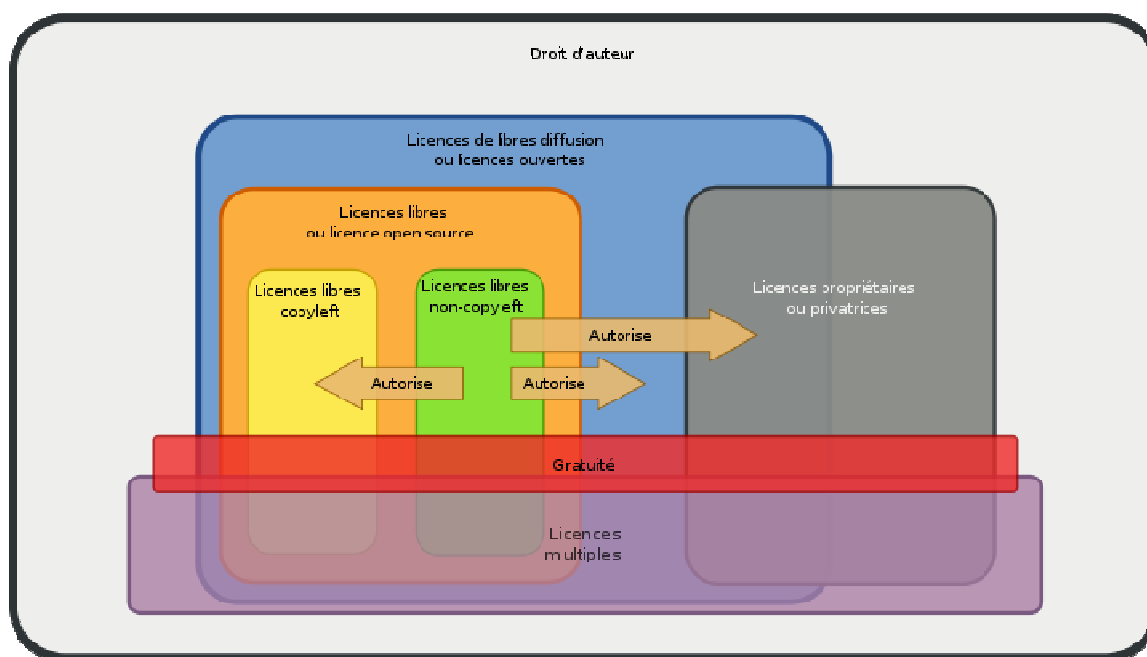 Droit d'auteur
Licences de libres diffusion
ou licences ouvertes
Licences libres
ou licence open source
Licences libres
copyleft
Licences libres
non-copyleft
Licences propriétaires
ou privatrices
Autorise
Autorise
Autorise
Gratuité
Licences
multiples